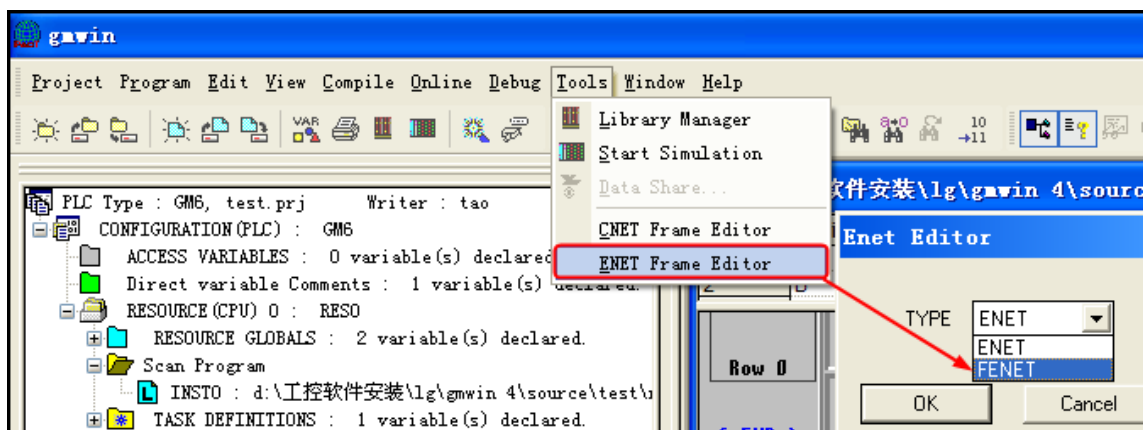 gmwin
Project Program Edit View Compile Online Debug Tools Window Help
VAR
10
11
Library Manager
Start Simulation
Data Share...
CNET Frame Editor
ENET Frame Editor
软件安装\lg\gmwin 4\sourc
Enet Editor
TYPE ENET
ENET
FENET
OK Cancel
PLC Type : GM6, test.prj Writer : tao
CONFIGURATION(PLC) : GM6
ACCESS VARIABLES : 0 variable(s) declared
Direct variable Comments : 1 variable(s) declared.
RESOURCE(CPU) 0 : RES0
RESOURCE GLOBALS : 2 variable(s) declared.
Scan Program
INSTO : d:\工控软件安装\lg\gmwin 4\source\test\
TASK DEFINITIONS : 1 variable(s) declared.
Row 0